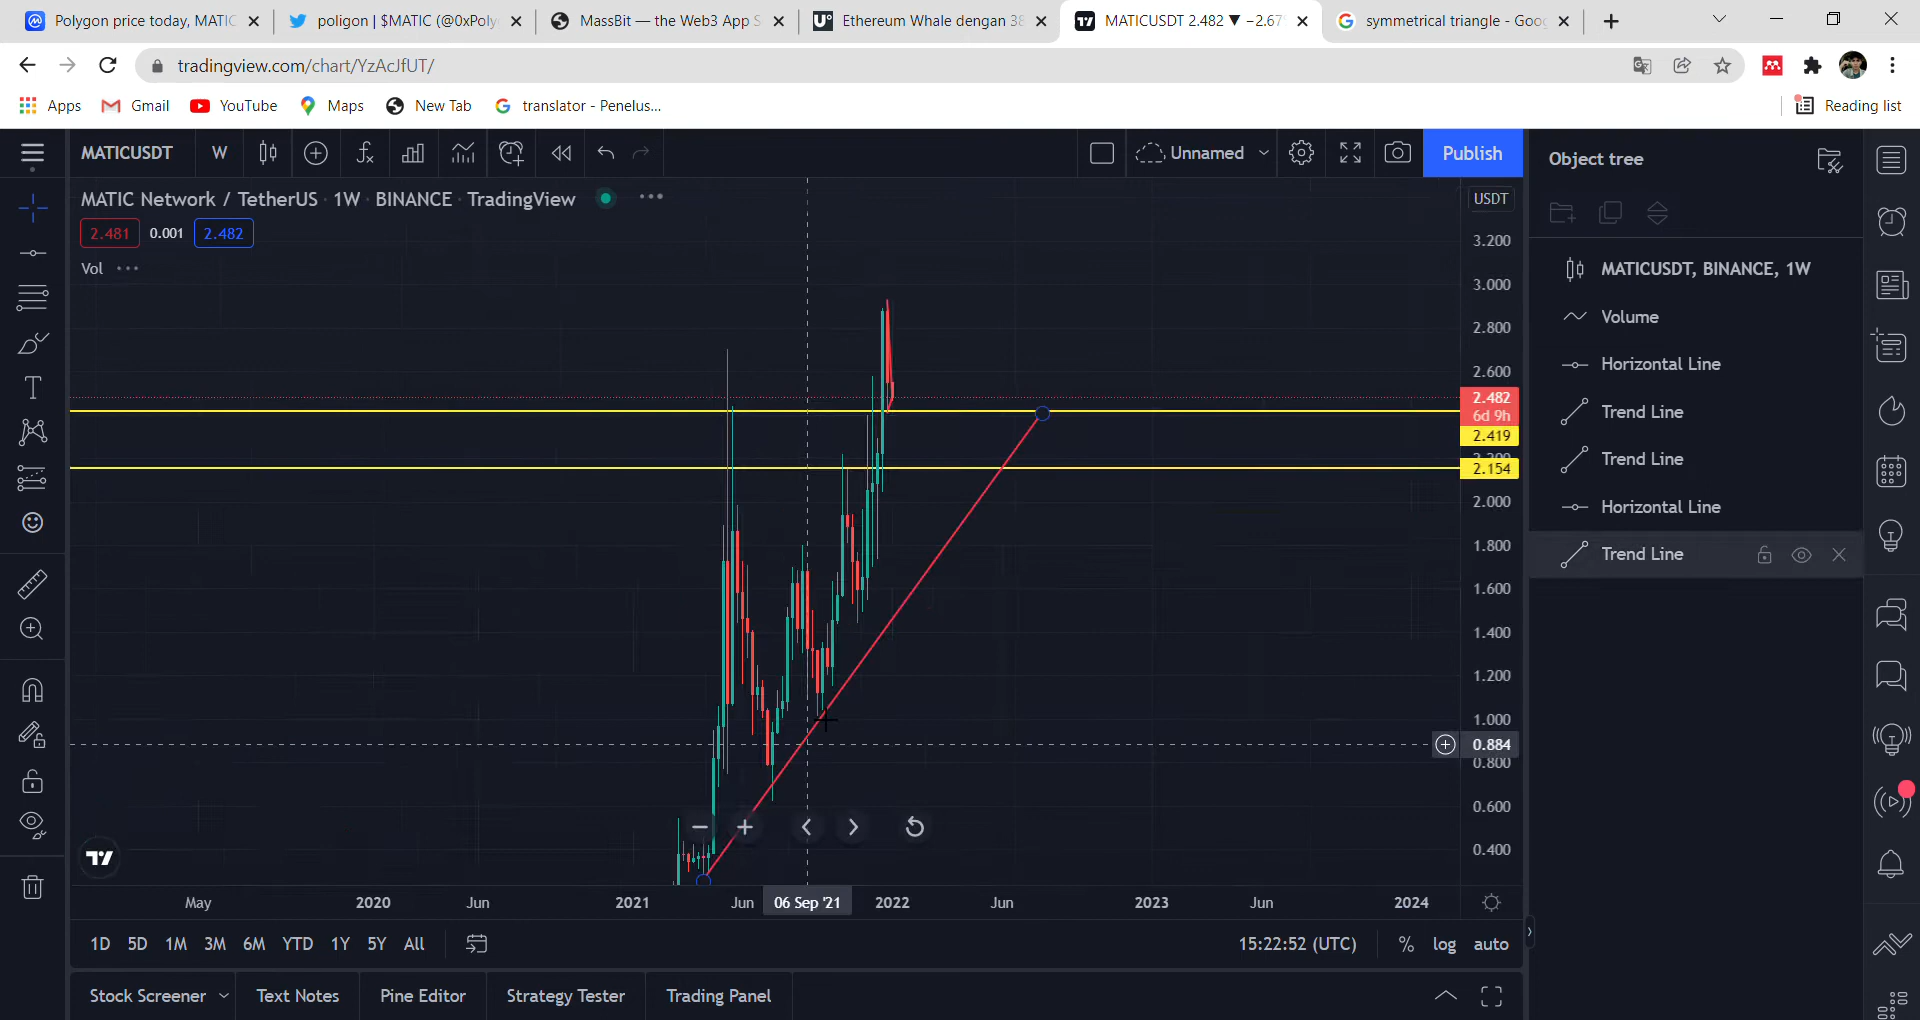 Polygon price today, MATIC
poligon | $MATIC (@0xPoly
MassBit — the Web3 App S
Ethereum Whale dengan 38
MATICUSDT 2.482 ▼ −2.67
symmetrical triangle - Goog
tradingview.com/chart/YzAcJfUT/
Apps
Gmail
YouTube
Maps
New Tab
translator - Penelus...
Reading list
MATICUSDT
W
Unnamed
Publish
MATIC Network / TetherUS · 1W · BINANCE · TradingView
2.481
0.001
2.482
Vol
USDT
3.200
3.000
2.800
2.600
2.482
6d 9h
2.419
2.154
2.000
1.800
1.600
1.400
1.200
1.000
0.884
0.800
0.600
0.400
May
2020
Jun
2021
Jun
06 Sep '21
2022
Jun
2023
Jun
2024
1D
5D
1M
3M
6M
YTD
1Y
5Y
All
15:22:52 (UTC)
%
log
auto
Stock Screener
Text Notes
Pine Editor
Strategy Tester
Trading Panel
Object tree
MATICUSDT, BINANCE, 1W
Volume
Horizontal Line
Trend Line
Trend Line
Horizontal Line
Trend Line